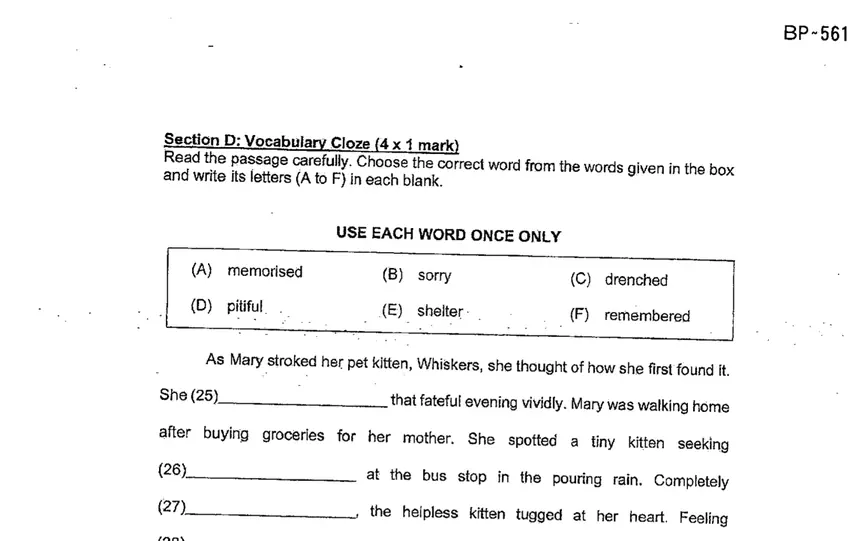 BP-561
Section D: Vocabulary Cloze (4 x 1 mark)
Read the passage carefully. Choose the correct word from the words given in the box
and write its letters (A to F) in each blank.
USE EACH WORD ONCE ONLY
(A) memorised (B) sorry (C) drenched
(D) pitiful (E) shelter (F) remembered
As Mary stroked her pet kitten, Whiskers, she thought of how she first found it.
She (25)____________________ that fateful evening vividly. Mary was walking home
after buying groceries for her mother. She spotted a tiny kitten seeking
(26)____________________ at the bus stop in the pouring rain. Completely
(27)____________________, the helpless kitten tugged at her heart. Feeling